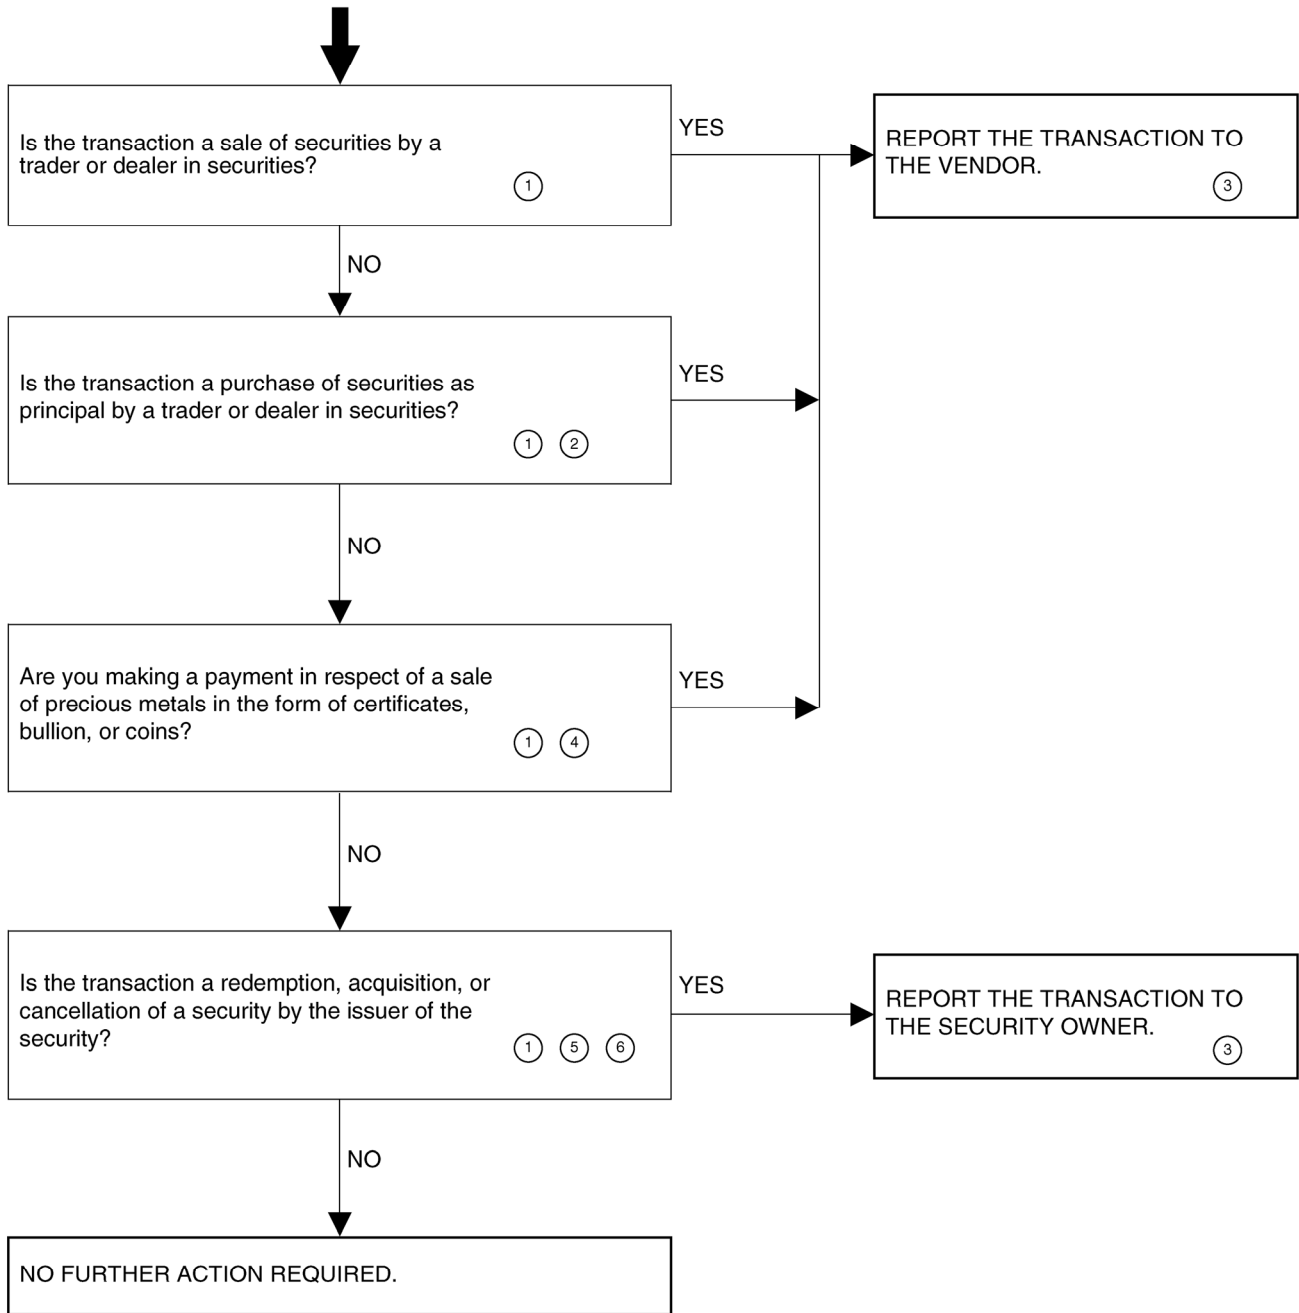 Is the transaction a sale of securities by a
trader or dealer in securities?
1
YES
REPORT THE TRANSACTION TO
THE VENDOR.
3
NO
Is the transaction a purchase of securities as
principal by a trader or dealer in securities?
1 2
YES
NO
Are you making a payment in respect of a sale
of precious metals in the form of certificates,
bullion, or coins?
1 4
YES
NO
Is the transaction a redemption, acquisition, or
cancellation of a security by the issuer of the
security?
1 5 6
YES
REPORT THE TRANSACTION TO
THE SECURITY OWNER.
3
NO
NO FURTHER ACTION REQUIRED.